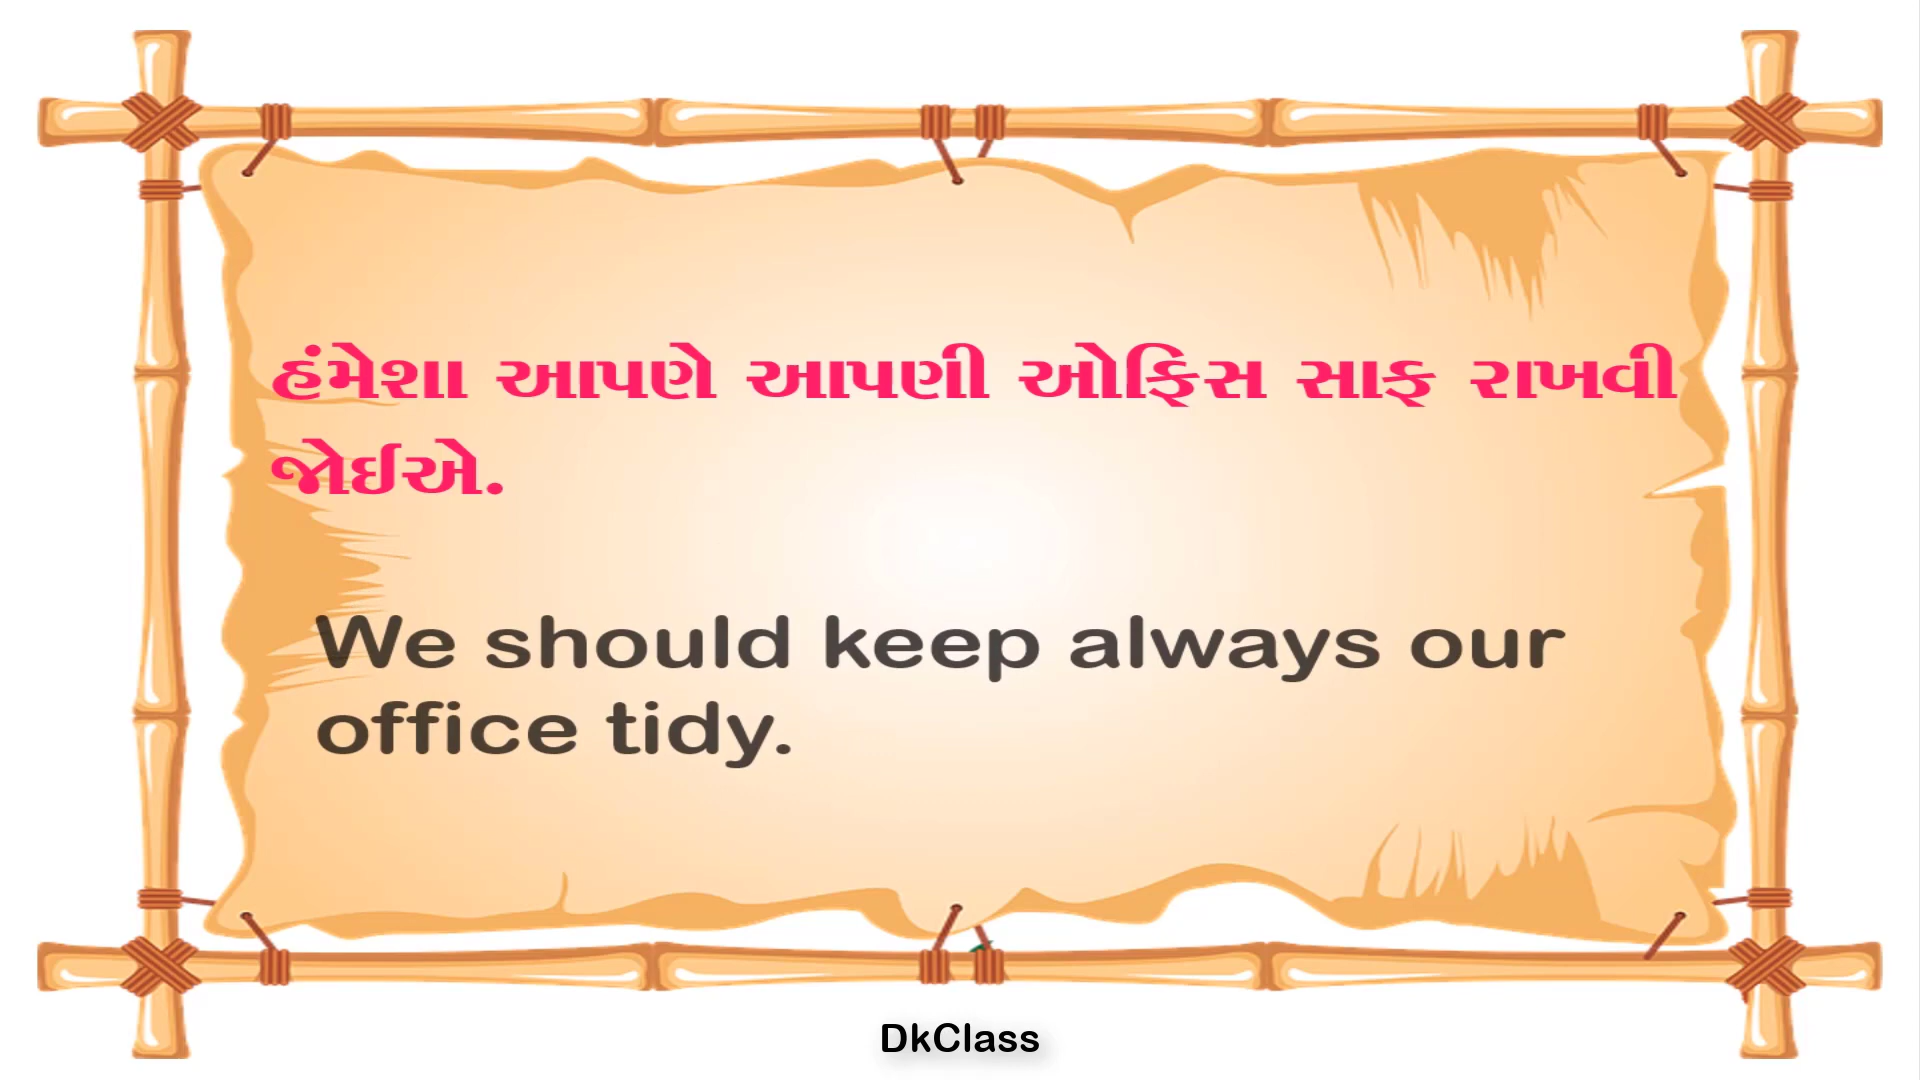 હંમેશા આપણે આપણી ઓફિસ સાફ રાખવી
જોઈએ.
We should keep always our
office tidy.
DkClass